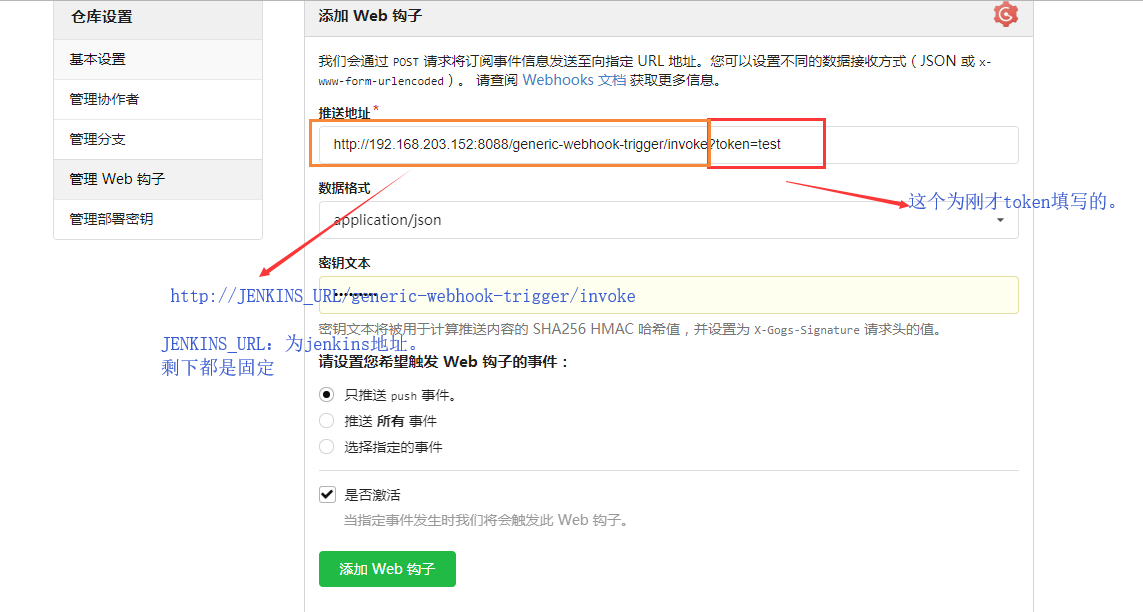 仓库设置
基本设置
管理协作者
管理分支
管理 Web 钩子
管理部署密钥
添加 Web 钩子
我们会通过 POST 请求将订阅事件信息发送至向指定 URL 地址。您可以设置不同的数据接收方式（JSON 或 x-
www-form-urlencoded）。 请查阅 Webhooks 文档 获取更多信息。
推送地址*
http://192.168.203.152:8088/generic-webhook-trigger/invoke?token=test
数据格式
这个为刚才token填写的。
application/json
密钥文本
••••••••••
http://JENKINS_URL/generic-webhook-trigger/invoke
密钥文本将被用于计算推送内容的 SHA256 HMAC 哈希值，并设置为 X-Gogs-Signature 请求头的值。
JENKINS_URL：为jenkins地址。
剩下都是固定
请设置您希望触发 Web 钩子的事件：
只推送 push 事件。
推送 所有 事件
选择指定的事件
是否激活
当指定事件发生时我们将会触发此 Web 钩子。
添加 Web 钩子